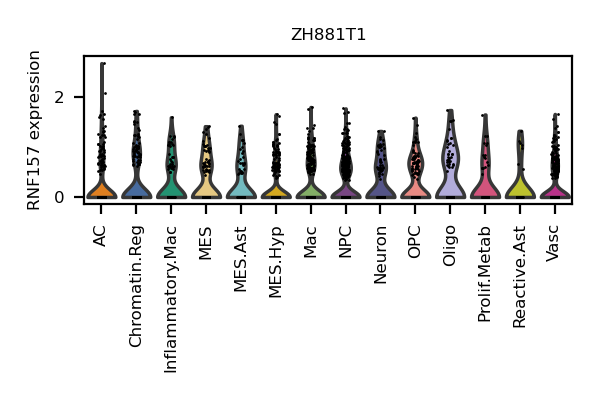 ZH881T1
RNF157 expression
2
0
AC
Chromatin.Reg
Inflammatory.Mac
MES
MES.Ast
MES.Hyp
Mac
NPC
Neuron
OPC
Oligo
Prolif.Metab
Reactive.Ast
Vasc